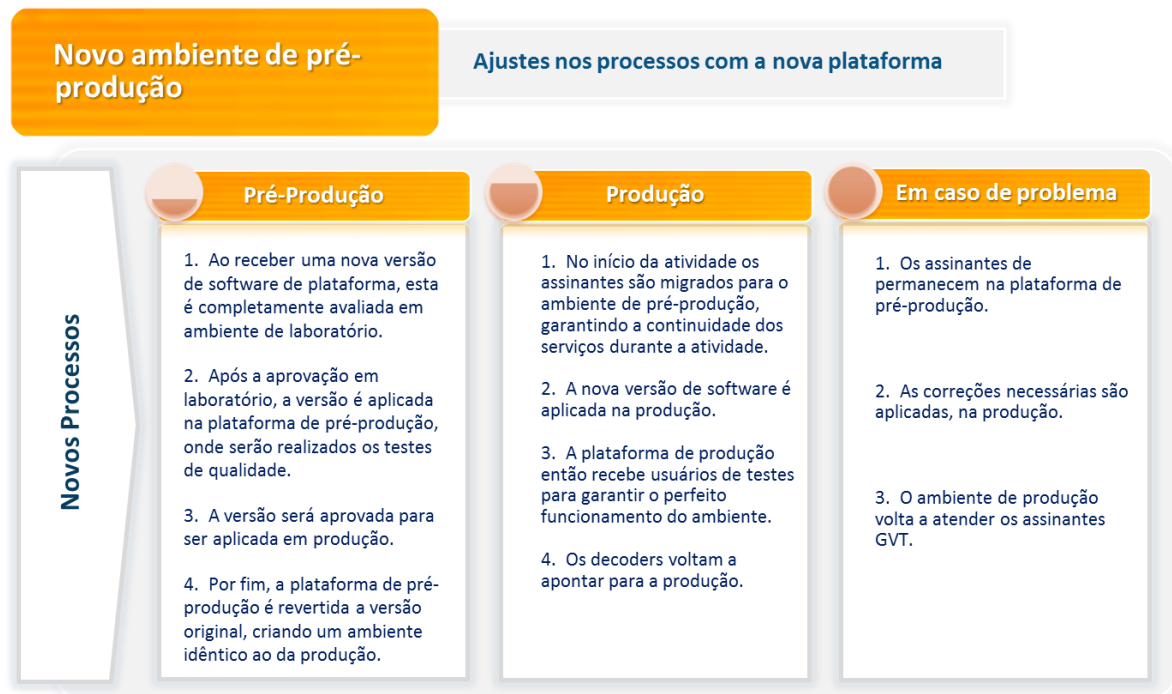 Novo ambiente de pré-
produção
Ajustes nos processos com a nova plataforma
Novos Processos
Pré-Produção
1. Ao receber uma nova versão
de software de plataforma, esta
é completamente avaliada em
ambiente de laboratório.
2. Após a aprovação em
laboratório, a versão é aplicada
na plataforma de pré-produção,
onde serão realizados os testes
de qualidade.
3. A versão será aprovada para
ser aplicada em produção.
4. Por fim, a plataforma de pré-
produção é revertida a versão
original, criando um ambiente
idêntico ao da produção.
Produção
1. No início da atividade os
assinantes são migrados para o
ambiente de pré-produção,
garantindo a continuidade dos
serviços durante a atividade.
2. A nova versão de software é
aplicada na produção.
3. A plataforma de produção
então recebe usuários de testes
para garantir o perfeito
funcionamento do ambiente.
4. Os decoders voltam a
apontar para a produção.
Em caso de problema
1. Os assinantes de
permanecem na plataforma de
pré-produção.
2. As correções necessárias são
aplicadas, na produção.
3. O ambiente de produção
volta a atender os assinantes
GVT.